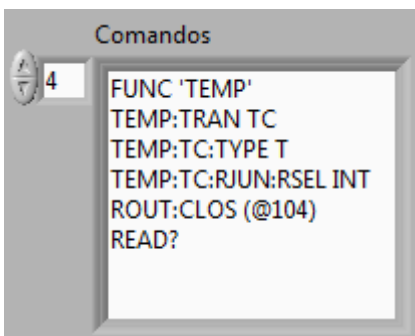 Comandos
4
FUNC 'TEMP'
TEMP:TRAN TC
TEMP:TC:TYPE T
TEMP:TC:RJUN:RSEL INT
ROUT:CLOS (@104)
READ?